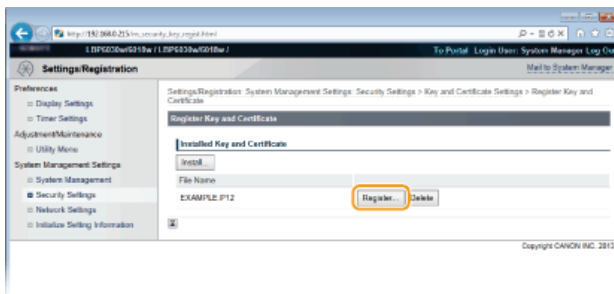 http://192.168.0.215/m_security_key_regist.html
LBP6030w/6018w / LBP6030w/6018w /
To Portal Login User: System Manager Log Out
Settings/Registration
Mail to System Manager
Preferences
Display Settings
Timer Settings
Adjustment/Maintenance
Utility Menu
System Management Settings
System Management
Security Settings
Network Settings
Initialize Setting Information
Settings/Registration: System Management Settings: Security Settings > Key and Certificate Settings > Register Key and
Certificate
Register Key and Certificate
Installed Key and Certificate
Install...
File Name
EXAMPLE.P12
Register...
Delete
Copyright CANON INC. 2013